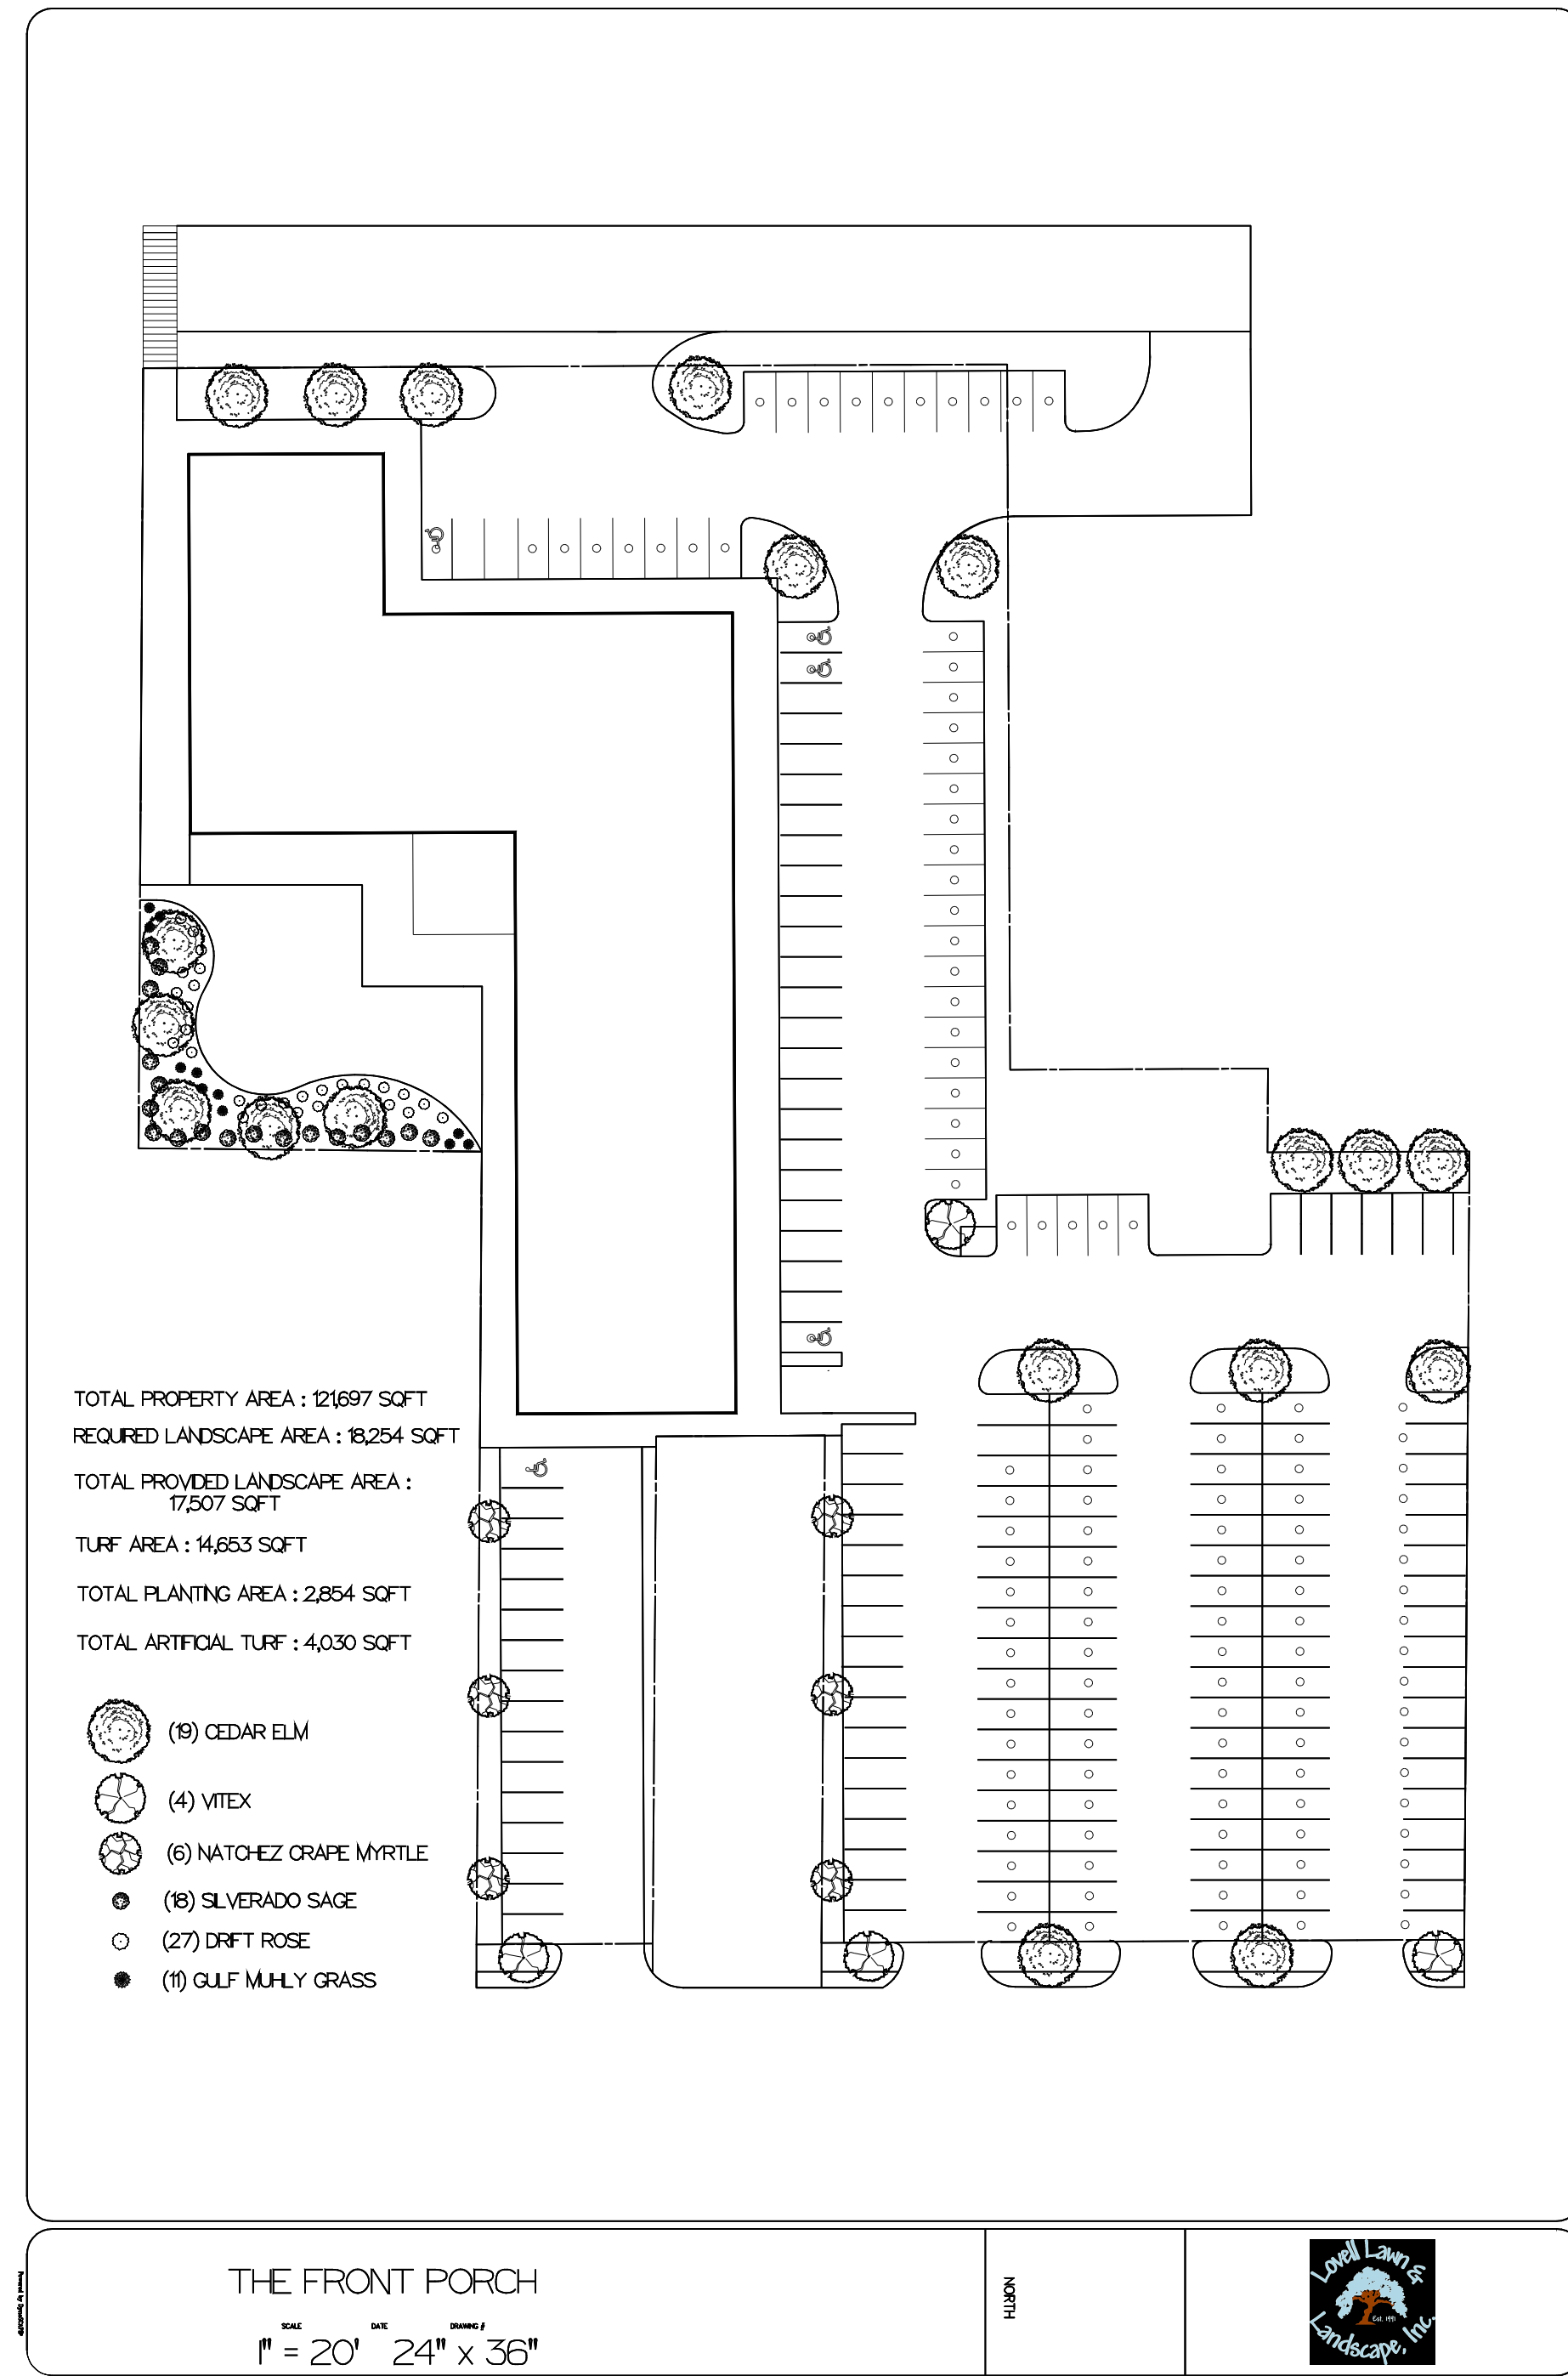 TOTAL PROPERTY AREA : 121,697 SQFT
REQUIRED LANDSCAPE AREA : 18,254 SQFT
TOTAL PROVIDED LANDSCAPE AREA :
17,507 SQFT
TURF AREA : 14,653 SQFT
TOTAL PLANTING AREA : 2,854 SQFT
TOTAL ARTIFICIAL TURF : 4,030 SQFT
(19) CEDAR ELM
(4) VITEX
(6) NATCHEZ CRAPE MYRTLE
(18) SILVERADO SAGE
(27) DRIFT ROSE
(11) GULF MUHLY GRASS
Powered by DynaSCAPE®
THE FRONT PORCH
SCALE DATE DRAWING #
1" = 20' 24" x 36"
NORTH
Lovell Lawn &
Est. 1991
Landscape, Inc.